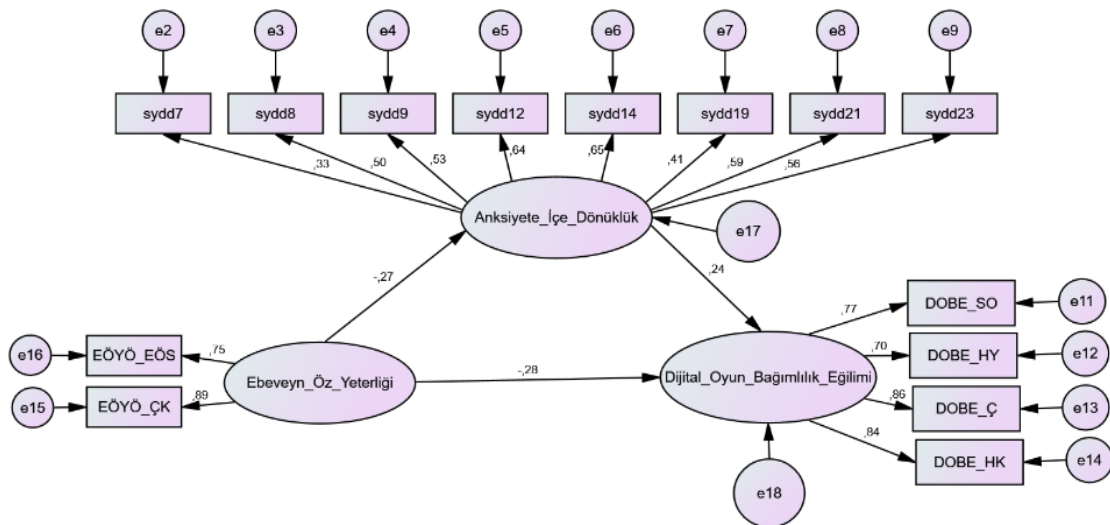 e2
e3
e4
e5
e6
e7
e8
e9
sydd7
sydd8
sydd9
sydd12
sydd14
sydd19
sydd21
sydd23
,33
,50
,53
,64
,65
,41
,59
,56
Anksiyete_İçe_Dönüklük
e17
-,27
,24
e16
EÖYÖ_EÖS
,75
e15
EÖYÖ_ÇK
,89
Ebeveyn_Öz_Yeterliği
-,28
Dijital_Oyun_Bağımlılık_Eğilimi
e18
,77
DOBE_SO
e11
,70
DOBE_HY
e12
,86
DOBE_Ç
e13
,84
DOBE_HK
e14